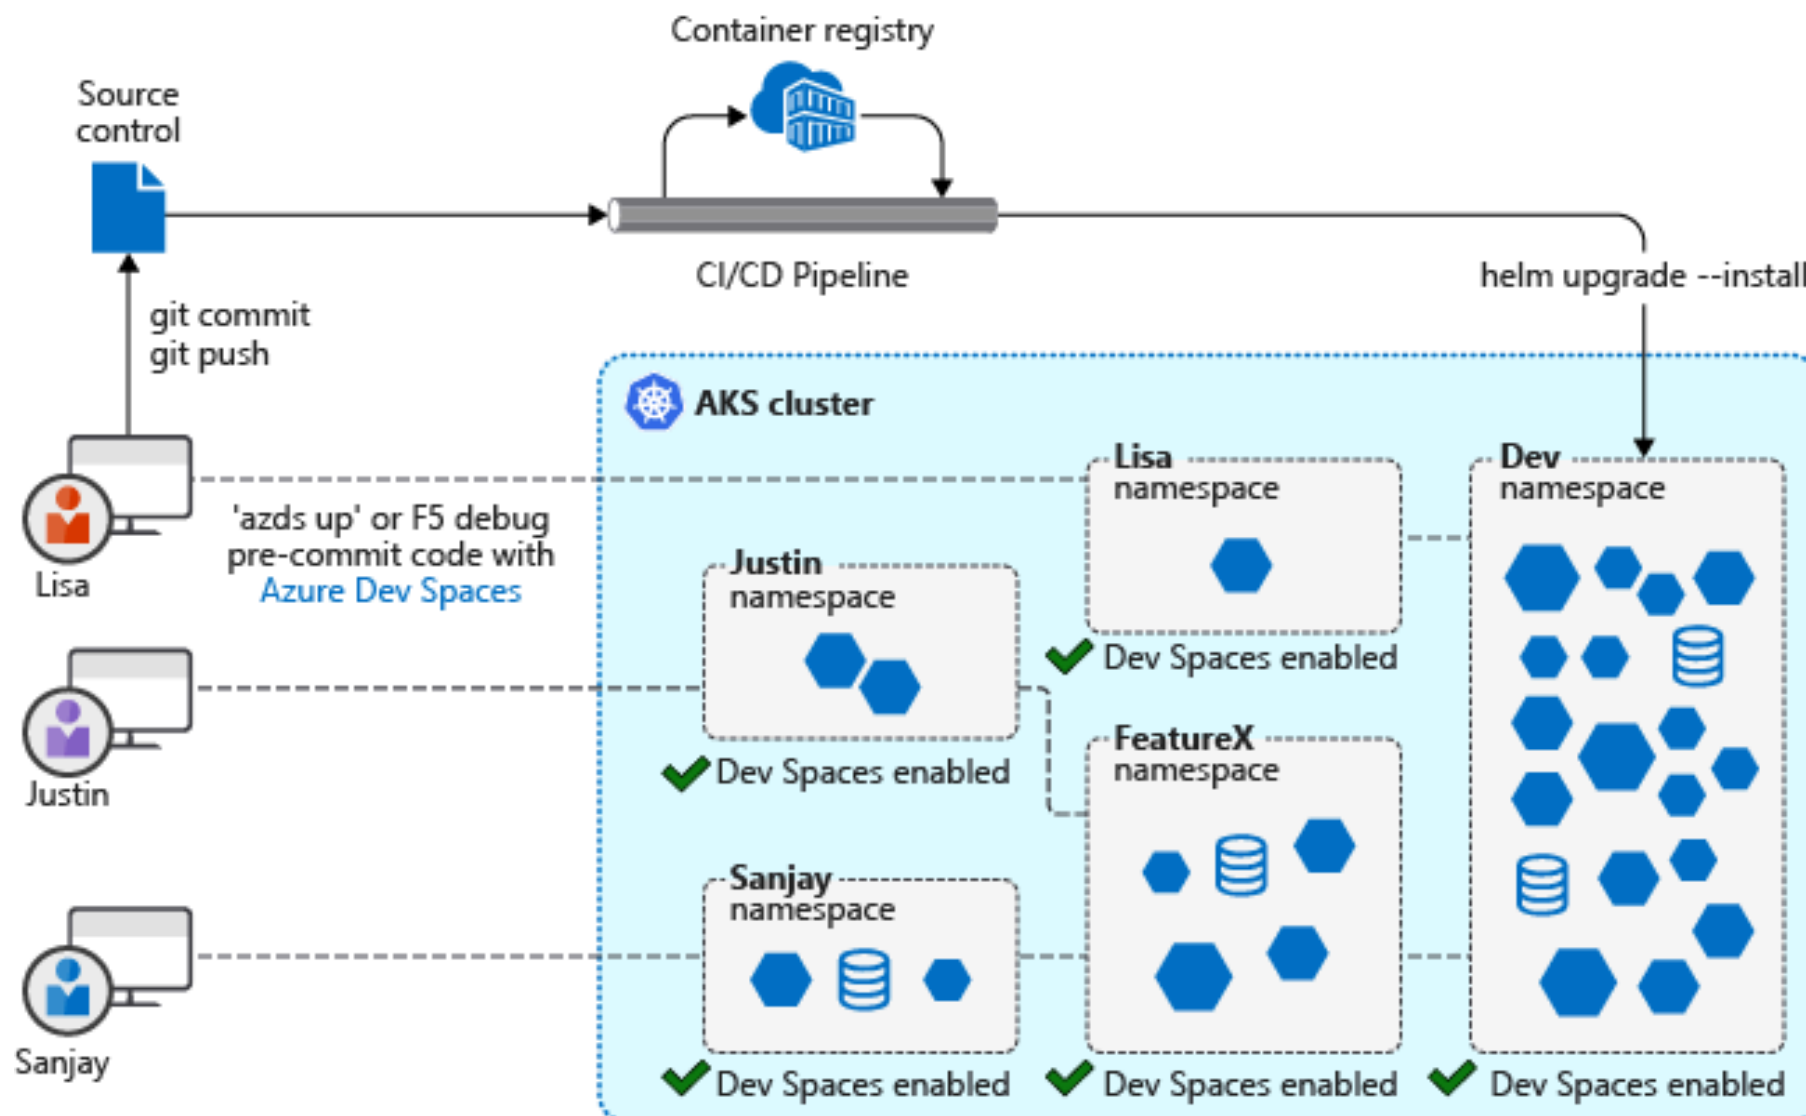 Container registry
Source
control
CI/CD Pipeline
helm upgrade --install
git commit
git push
AKS cluster
Lisa
namespace
Dev
namespace
'azds up' or F5 debug
pre-commit code with
Azure Dev Spaces
Lisa
Justin
namespace
Dev Spaces enabled
Dev Spaces enabled
FeatureX
namespace
Justin
Sanjay
namespace
Sanjay
Dev Spaces enabled
Dev Spaces enabled
Dev Spaces enabled